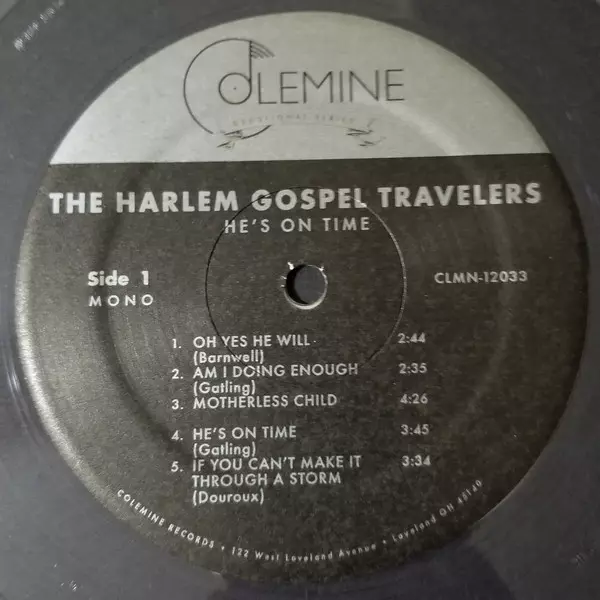 COLEMINE
DEVOTIONAL SERIES
THE HARLEM GOSPEL TRAVELERS
HE'S ON TIME
Side 1
MONO
CLMN-12033
1. OH YES HE WILL 2:44
(Barnwell)
2. AM I DOING ENOUGH 2:35
(Gatling)
3. MOTHERLESS CHILD 4:26
4. HE'S ON TIME 3:45
(Gatling)
5. IF YOU CAN'T MAKE IT 3:34
THROUGH A STORM
(Douroux)
COLEMINE RECORDS • 122 West Loveland Avenue • Loveland OH 45140